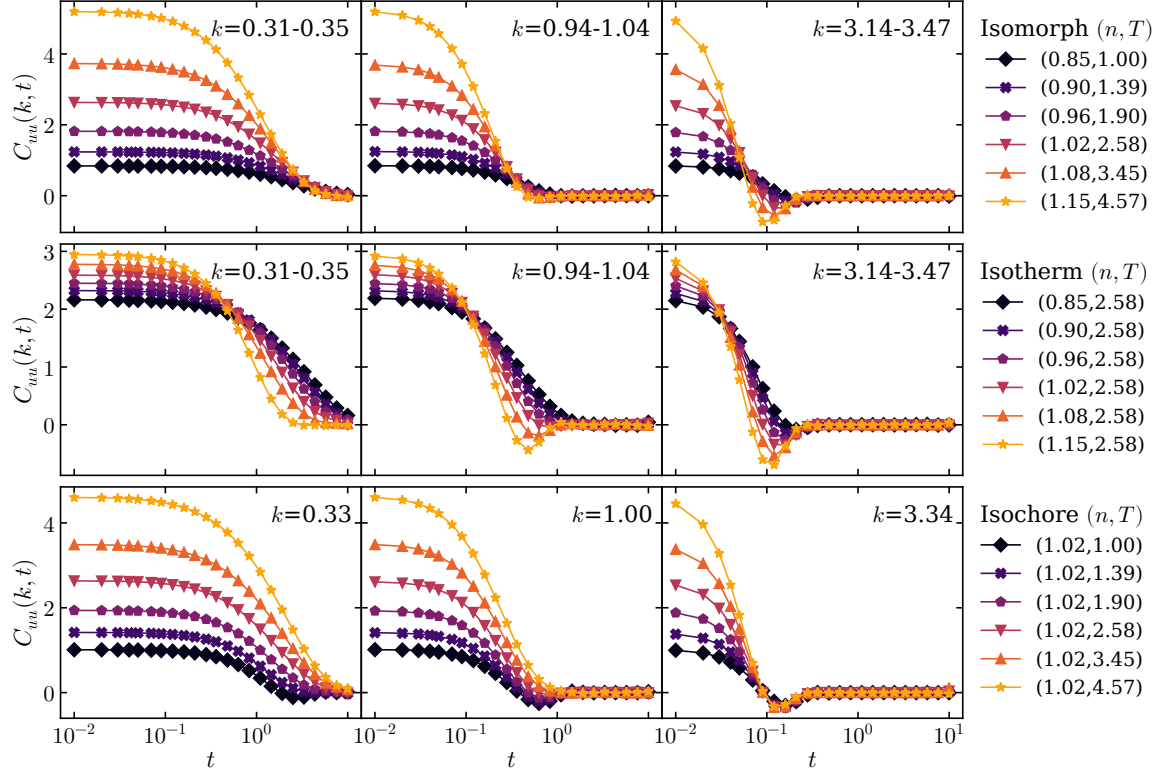 k=0.31-0.35
k=0.94-1.04
k=3.14-3.47
4
2
0
C_{uu}(k, t)
Isomorph (n, T)
(0.85,1.00)
(0.90,1.39)
(0.96,1.90)
(1.02,2.58)
(1.08,3.45)
(1.15,4.57)
k=0.31-0.35
k=0.94-1.04
k=3.14-3.47
3
2
1
0
C_{uu}(k, t)
Isotherm (n, T)
(0.85,2.58)
(0.90,2.58)
(0.96,2.58)
(1.02,2.58)
(1.08,2.58)
(1.15,2.58)
k=0.33
k=1.00
k=3.34
4
2
0
C_{uu}(k, t)
Isochore (n, T)
(1.02,1.00)
(1.02,1.39)
(1.02,1.90)
(1.02,2.58)
(1.02,3.45)
(1.02,4.57)
10^{-2} 10^{-1} 10^{0} 10^{-2} 10^{-1} 10^{0} 10^{-2} 10^{-1} 10^{0} 10^{1}
t t t